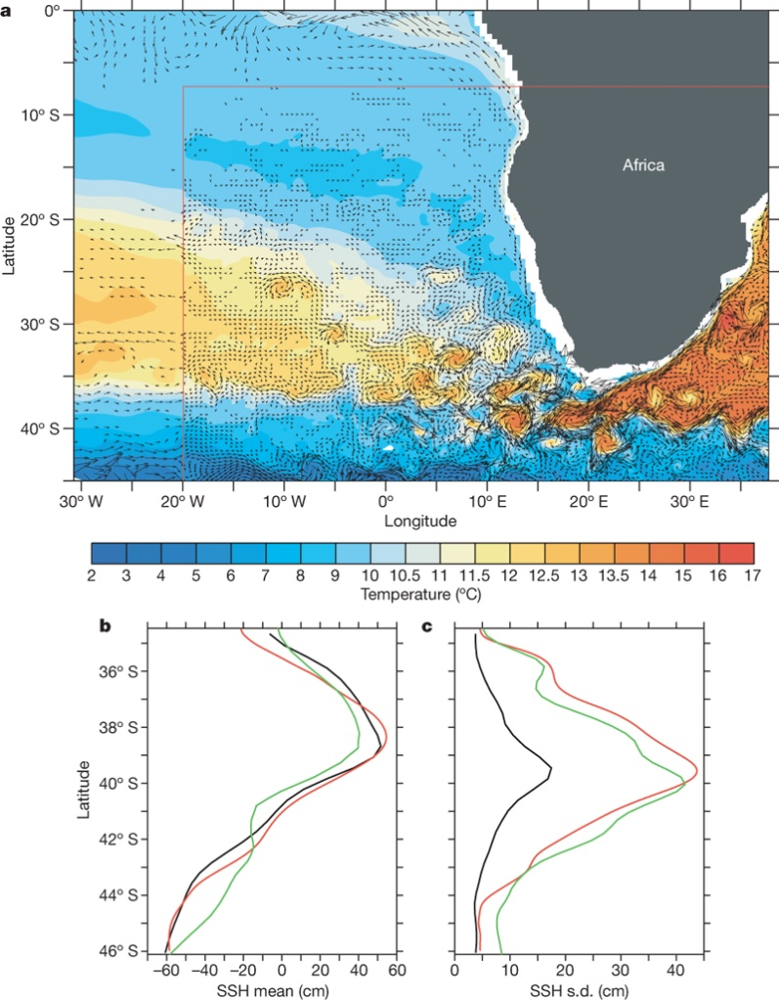 a
0°
10° S
20° S
30° S
40° S
Latitude
Africa
30° W 20° W 10° W 0° 10° E 20° E 30° E
Longitude
2 3 4 5 6 7 8 9 10 10.5 11 11.5 12 12.5 13 13.5 14 15 16 17
Temperature (°C)
b
36° S
38° S
40° S
42° S
44° S
46° S
Latitude
–60 –40 –20 0 20 40 60
SSH mean (cm)
c
0 10 20 30 40
SSH s.d. (cm)